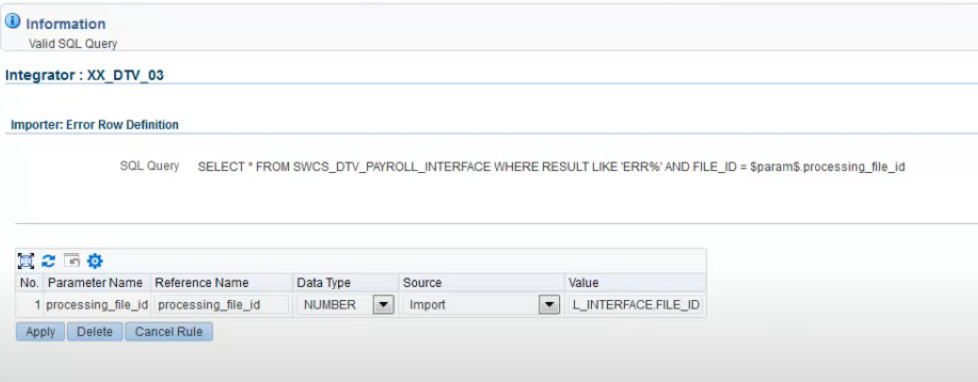 Information
Valid SQL Query
Integrator : XX_DTV_03
Importer: Error Row Definition
SQL Query SELECT * FROM SWCS_DTV_PAYROLL_INTERFACE WHERE RESULT LIKE 'ERR%' AND FILE_ID = $param$.processing_file_id
No. Parameter Name Reference Name Data Type Source Value
1 processing_file_id processing_file_id NUMBER Import L_INTERFACE.FILE_ID
Apply Delete Cancel Rule